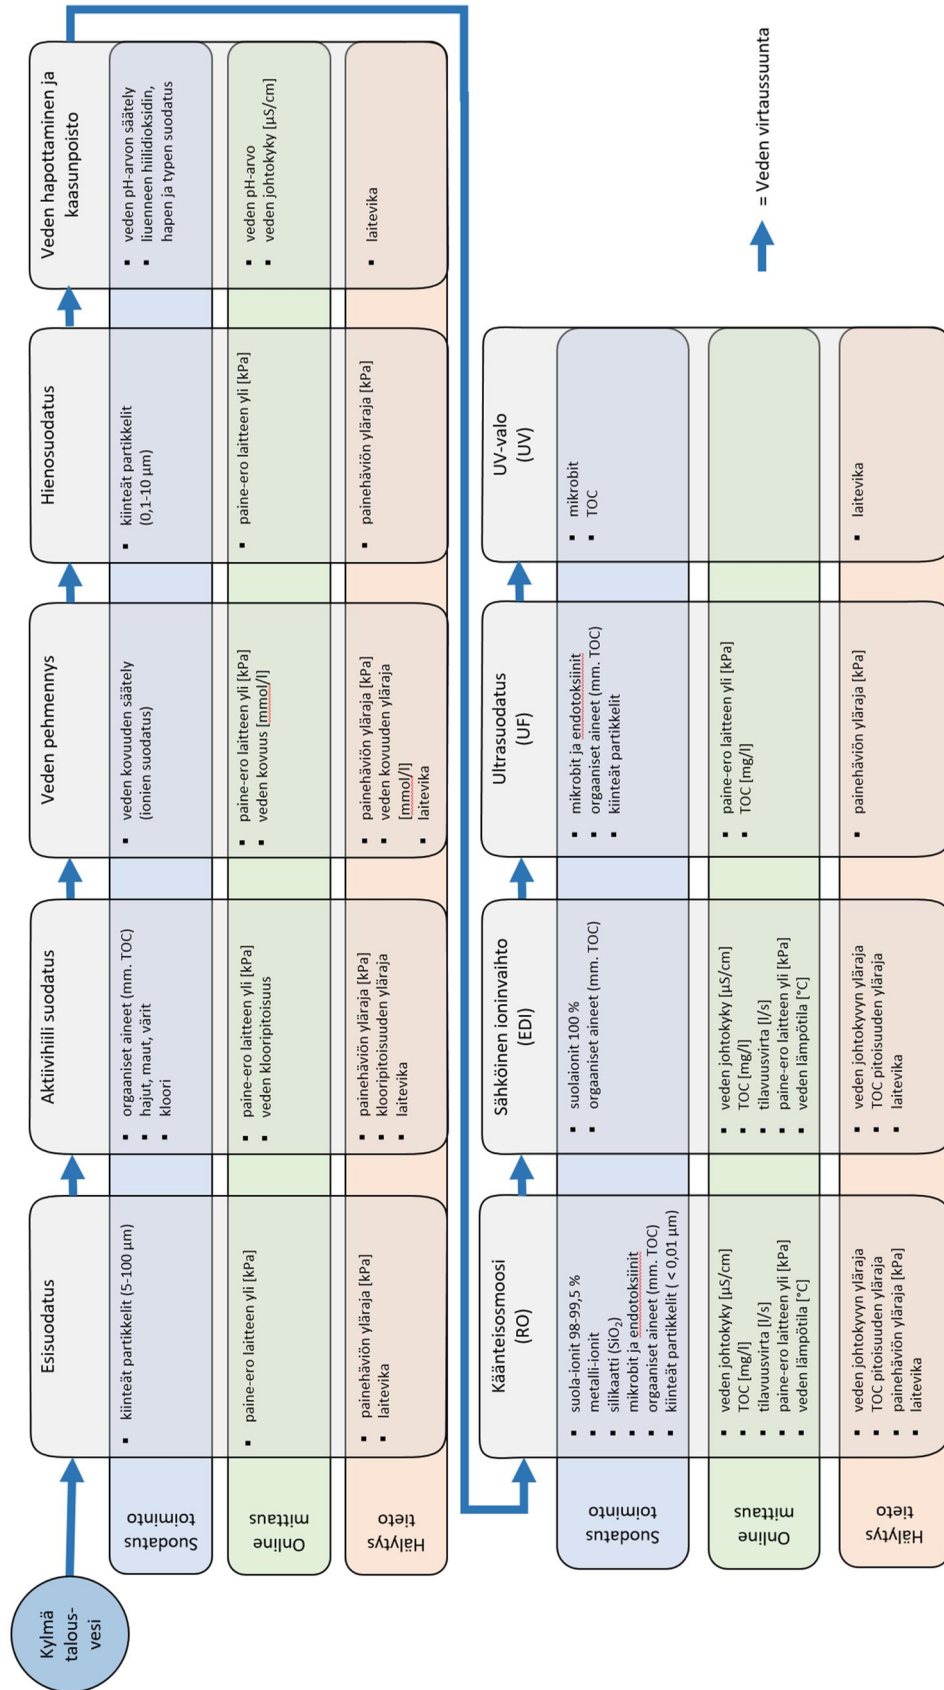 Kylmä
talous-
vesi
Suodatus
toiminto
Online
mittaus
Hälytys
tieto
Esisuodatus
▪ kiinteät partikkelit (5-100 µm)
▪ paine-ero laitteen yli [kPa]
▪ painehäviön yläraja [kPa]
▪ laitevika
Aktiivihiili suodatus
▪ orgaaniset aineet (mm. TOC)
▪ hajut, maut, värit
▪ kloori
▪ paine-ero laitteen yli [kPa]
▪ veden klooripitoisuus
▪ painehäviön yläraja [kPa]
▪ klooripitoisuuden yläraja
▪ laitevika
Veden pehmennys
▪ veden kovuuden säätely
(ionien suodatus)
▪ paine-ero laitteen yli [kPa]
▪ veden kovuus [mmol/l]
▪ painehäviön yläraja [kPa]
▪ veden kovuuden yläraja
[mmol/l]
▪ laitevika
Hienosuodatus
▪ kiinteät partikkelit
(0,1-10 µm)
▪ paine-ero laitteen yli [kPa]
▪ painehäviön yläraja [kPa]
Veden hapottaminen ja
kaasunpoisto
▪ veden pH-arvon säätely
▪ liuenneen hiilidioksidin,
hapen ja typen suodatus
▪ veden pH-arvo
▪ veden johtokyky [µS/cm]
▪ laitevika
Suodatus
toiminto
Online
mittaus
Hälytys
tieto
Käänteisosmoosi
(RO)
▪ suola-ionit 98-99,5 %
▪ metalli-ionit
▪ silikaatti (SiO₂)
▪ mikrobit ja endotoksiinit
▪ orgaaniset aineet (mm. TOC)
▪ kiinteät partikkelit ( < 0,01 µm)
▪ veden johtokyky [µS/cm]
▪ TOC [mg/l]
▪ tilavuusvirta [l/s]
▪ paine-ero laitteen yli [kPa]
▪ veden lämpötila [°C]
▪ veden johtokyvyn yläraja
▪ TOC pitoisuuden yläraja
▪ painehäviön yläraja [kPa]
▪ laitevika
Sähköinen ioninvaihto
(EDI)
▪ suolaionit 100 %
▪ orgaaniset aineet (mm. TOC)
▪ veden johtokyky [µS/cm]
▪ TOC [mg/l]
▪ tilavuusvirta [l/s]
▪ paine-ero laitteen yli [kPa]
▪ veden lämpötila [°C]
▪ veden johtokyvyn yläraja
▪ TOC pitoisuuden yläraja
▪ laitevika
Ultrasuodatus
(UF)
▪ mikrobit ja endotoksiinit
▪ orgaaniset aineet (mm. TOC)
▪ kiinteät partikkelit
▪ paine-ero laitteen yli [kPa]
▪ TOC [mg/l]
▪ painehäviön yläraja [kPa]
UV-valo
(UV)
▪ mikrobit
▪ TOC
▪ laitevika
= Veden virtaussuunta